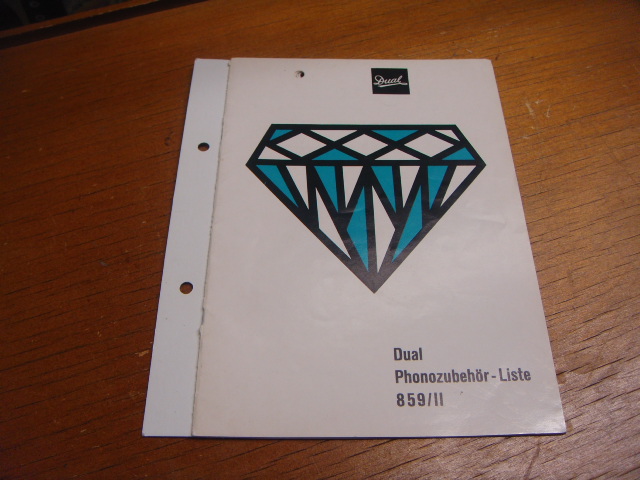 Dual
Dual
Phonozubehör-Liste
859/II